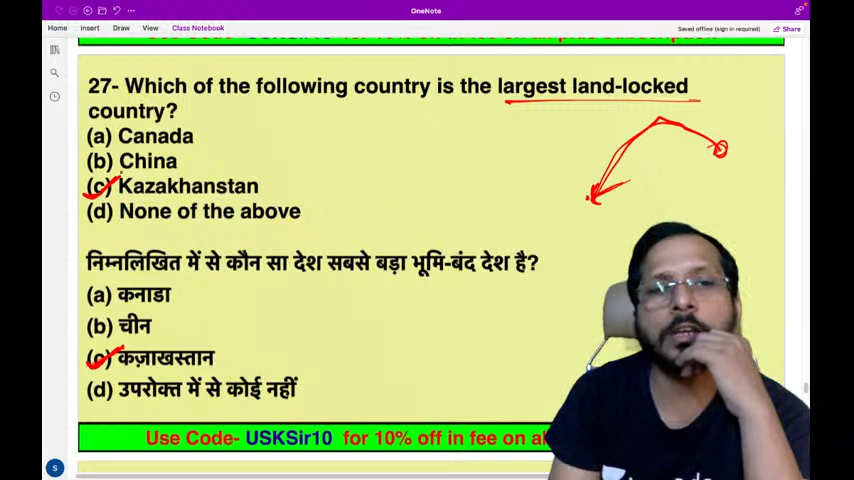 OneNote
Home Insert Draw View Class Notebook
Saved offline (sign in required) Share
27- Which of the following country is the largest land-locked
country?
(a) Canada
(b) China
(c) Kazakhanstan
(d) None of the above
निम्नलिखित में से कौन सा देश सबसे बड़ा भूमि-बंद देश है?
(a) कनाडा
(b) चीन
(c) कज़ाखस्तान
(d) उपरोक्त में से कोई नहीं
Use Code- USKSir10 for 10% off in fee on al
S